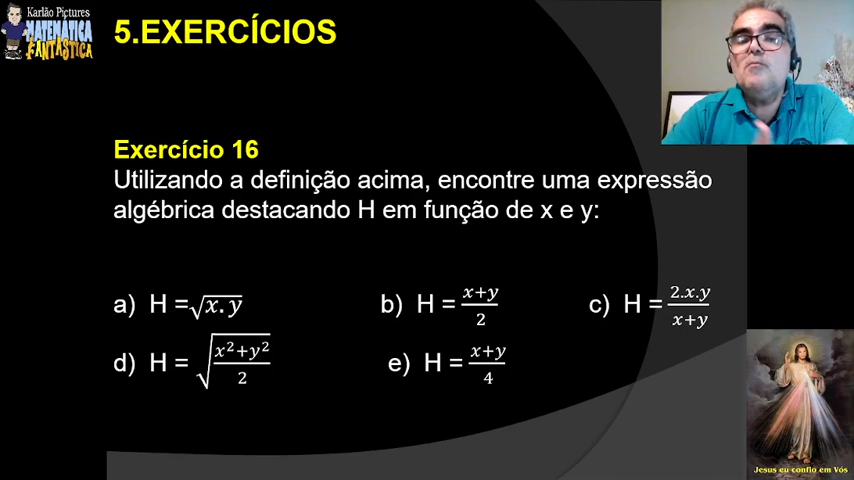 Karlão Pictures
MATEMÁTICA
FANTÁSTICA
5.EXERCÍCIOS
Exercício 16
Utilizando a definição acima, encontre uma expressão
algébrica destacando H em função de x e y:
a) H = √x.y b) H = x+y/2 c) H = 2.x.y/x+y
d) H = √x²+y²/2 e) H = x+y/4
Jesus eu confio em Vós